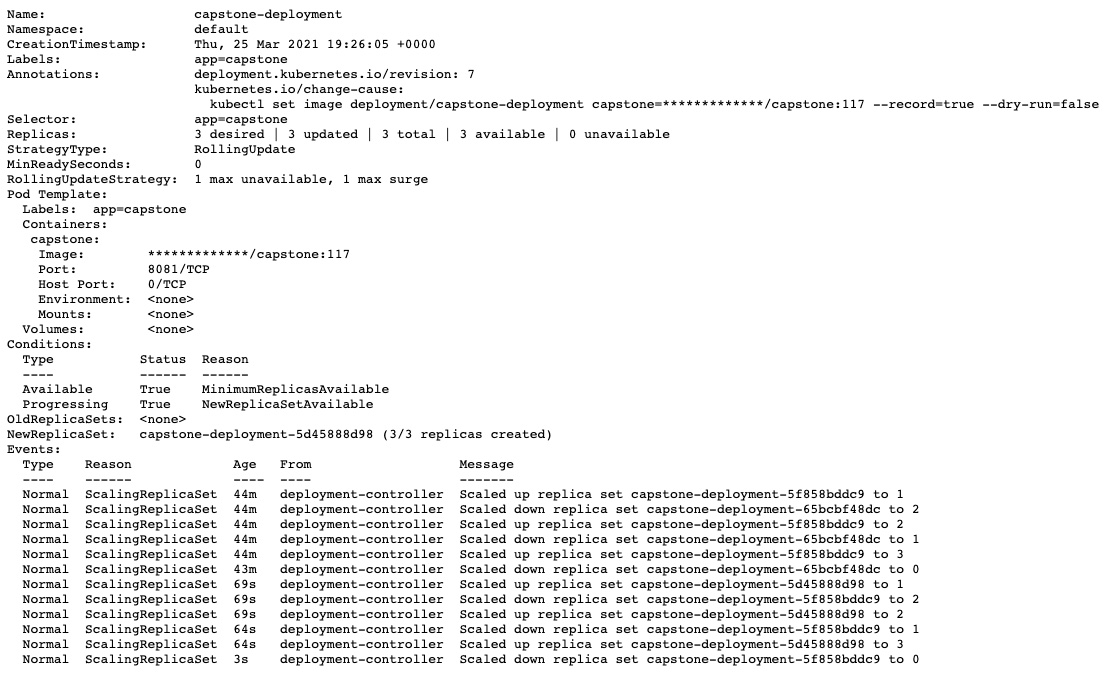 Name:                   capstone-deployment
Namespace:              default
CreationTimestamp:      Thu, 25 Mar 2021 19:26:05 +0000
Labels:                 app=capstone
Annotations:            deployment.kubernetes.io/revision: 7
                        kubernetes.io/change-cause:
                          kubectl set image deployment/capstone-deployment capstone=*************/capstone:117 --record=true --dry-run=false
Selector:               app=capstone
Replicas:               3 desired | 3 updated | 3 total | 3 available | 0 unavailable
StrategyType:           RollingUpdate
MinReadySeconds:        0
RollingUpdateStrategy:  1 max unavailable, 1 max surge
Pod Template:
  Labels:  app=capstone
  Containers:
   capstone:
    Image:        *************/capstone:117
    Port:         8081/TCP
    Host Port:    0/TCP
    Environment:  <none>
    Mounts:       <none>
  Volumes:        <none>
Conditions:
  Type           Status  Reason
  ----           ------  ------
  Available      True    MinimumReplicasAvailable
  Progressing    True    NewReplicaSetAvailable
OldReplicaSets:  <none>
NewReplicaSet:   capstone-deployment-5d45888d98 (3/3 replicas created)
Events:
  Type    Reason             Age   From                   Message
  ----    ------             ----  ----                   -------
  Normal  ScalingReplicaSet  44m   deployment-controller  Scaled up replica set capstone-deployment-5f858bddc9 to 1
  Normal  ScalingReplicaSet  44m   deployment-controller  Scaled down replica set capstone-deployment-65bcbf48dc to 2
  Normal  ScalingReplicaSet  44m   deployment-controller  Scaled up replica set capstone-deployment-5f858bddc9 to 2
  Normal  ScalingReplicaSet  44m   deployment-controller  Scaled down replica set capstone-deployment-65bcbf48dc to 1
  Normal  ScalingReplicaSet  44m   deployment-controller  Scaled up replica set capstone-deployment-5f858bddc9 to 3
  Normal  ScalingReplicaSet  43m   deployment-controller  Scaled down replica set capstone-deployment-65bcbf48dc to 0
  Normal  ScalingReplicaSet  69s   deployment-controller  Scaled up replica set capstone-deployment-5d45888d98 to 1
  Normal  ScalingReplicaSet  69s   deployment-controller  Scaled down replica set capstone-deployment-5f858bddc9 to 2
  Normal  ScalingReplicaSet  69s   deployment-controller  Scaled up replica set capstone-deployment-5d45888d98 to 2
  Normal  ScalingReplicaSet  64s   deployment-controller  Scaled down replica set capstone-deployment-5f858bddc9 to 1
  Normal  ScalingReplicaSet  64s   deployment-controller  Scaled up replica set capstone-deployment-5d45888d98 to 3
  Normal  ScalingReplicaSet  3s    deployment-controller  Scaled down replica set capstone-deployment-5f858bddc9 to 0